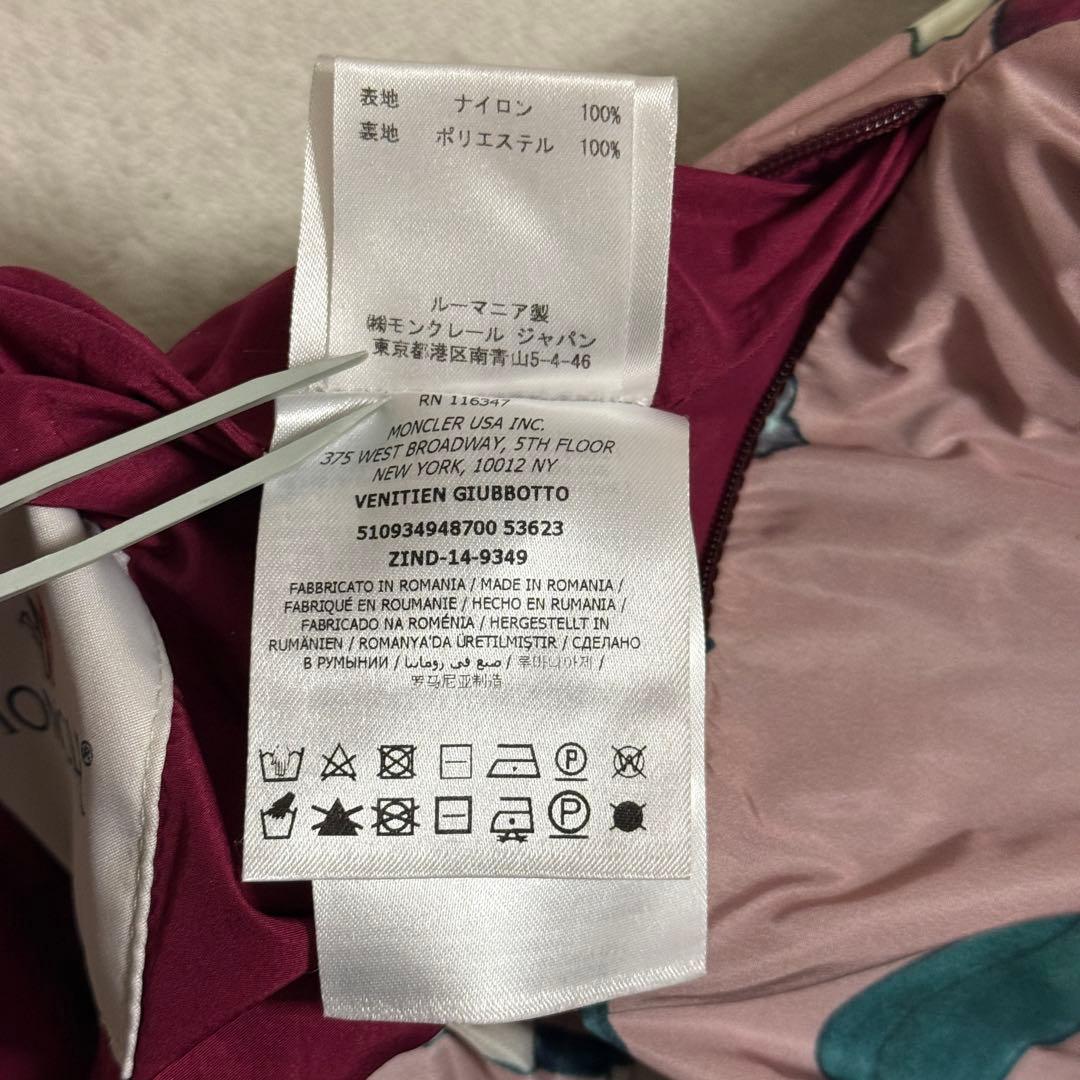 表地 ナイロン 100%
裏地 ポリエステル 100%
ルーマニア製
㈱モンクレール ジャパン
東京都港区南青山5-4-46
RN 116347
MONCLER USA INC.
375 WEST BROADWAY, 5TH FLOOR
NEW YORK, 10012 NY
VENITIEN GIUBBOTTO
510934948700 53623
ZIND-14-9349
FABBRICATO IN ROMANIA / MADE IN ROMANIA /
FABRIQUÉ EN ROUMANIE / HECHO EN RUMANIA /
FABRICADO NA ROMÉNIA / HERGESTELLT IN
RUMÄNIEN / ROMANYA'DA ÜRETILMIŞTIR / СДЕЛАНО
В РУМЫНИИ / صنع في رومانيا / 루마니아제 /
罗马尼亚制造
P W
P